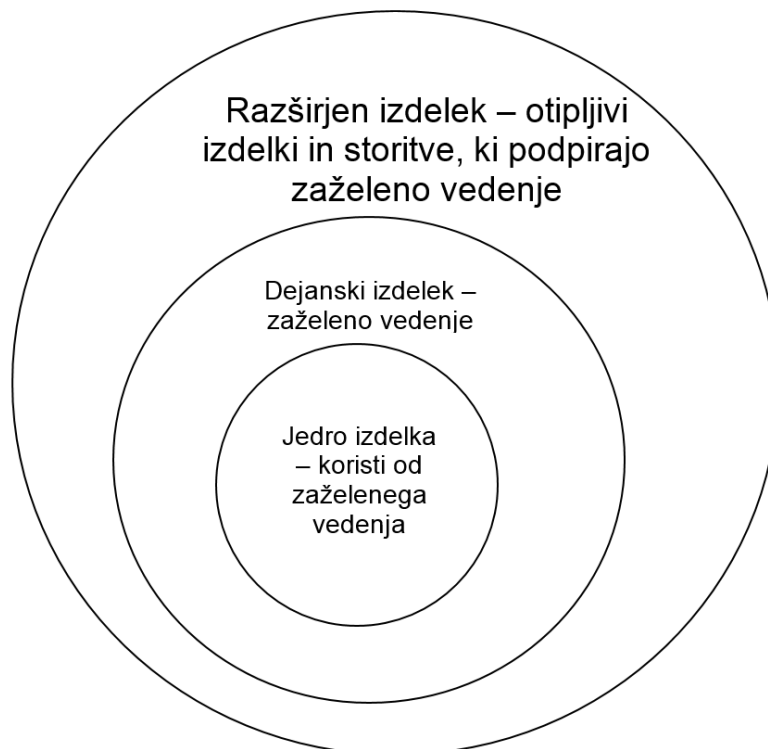 Razširjen izdelek – otipljivi
izdelki in storitve, ki podpirajo
zaželeno vedenje
Dejanski izdelek –
zaželeno vedenje
Jedro izdelka
– koristi od
zaželenega
vedenja